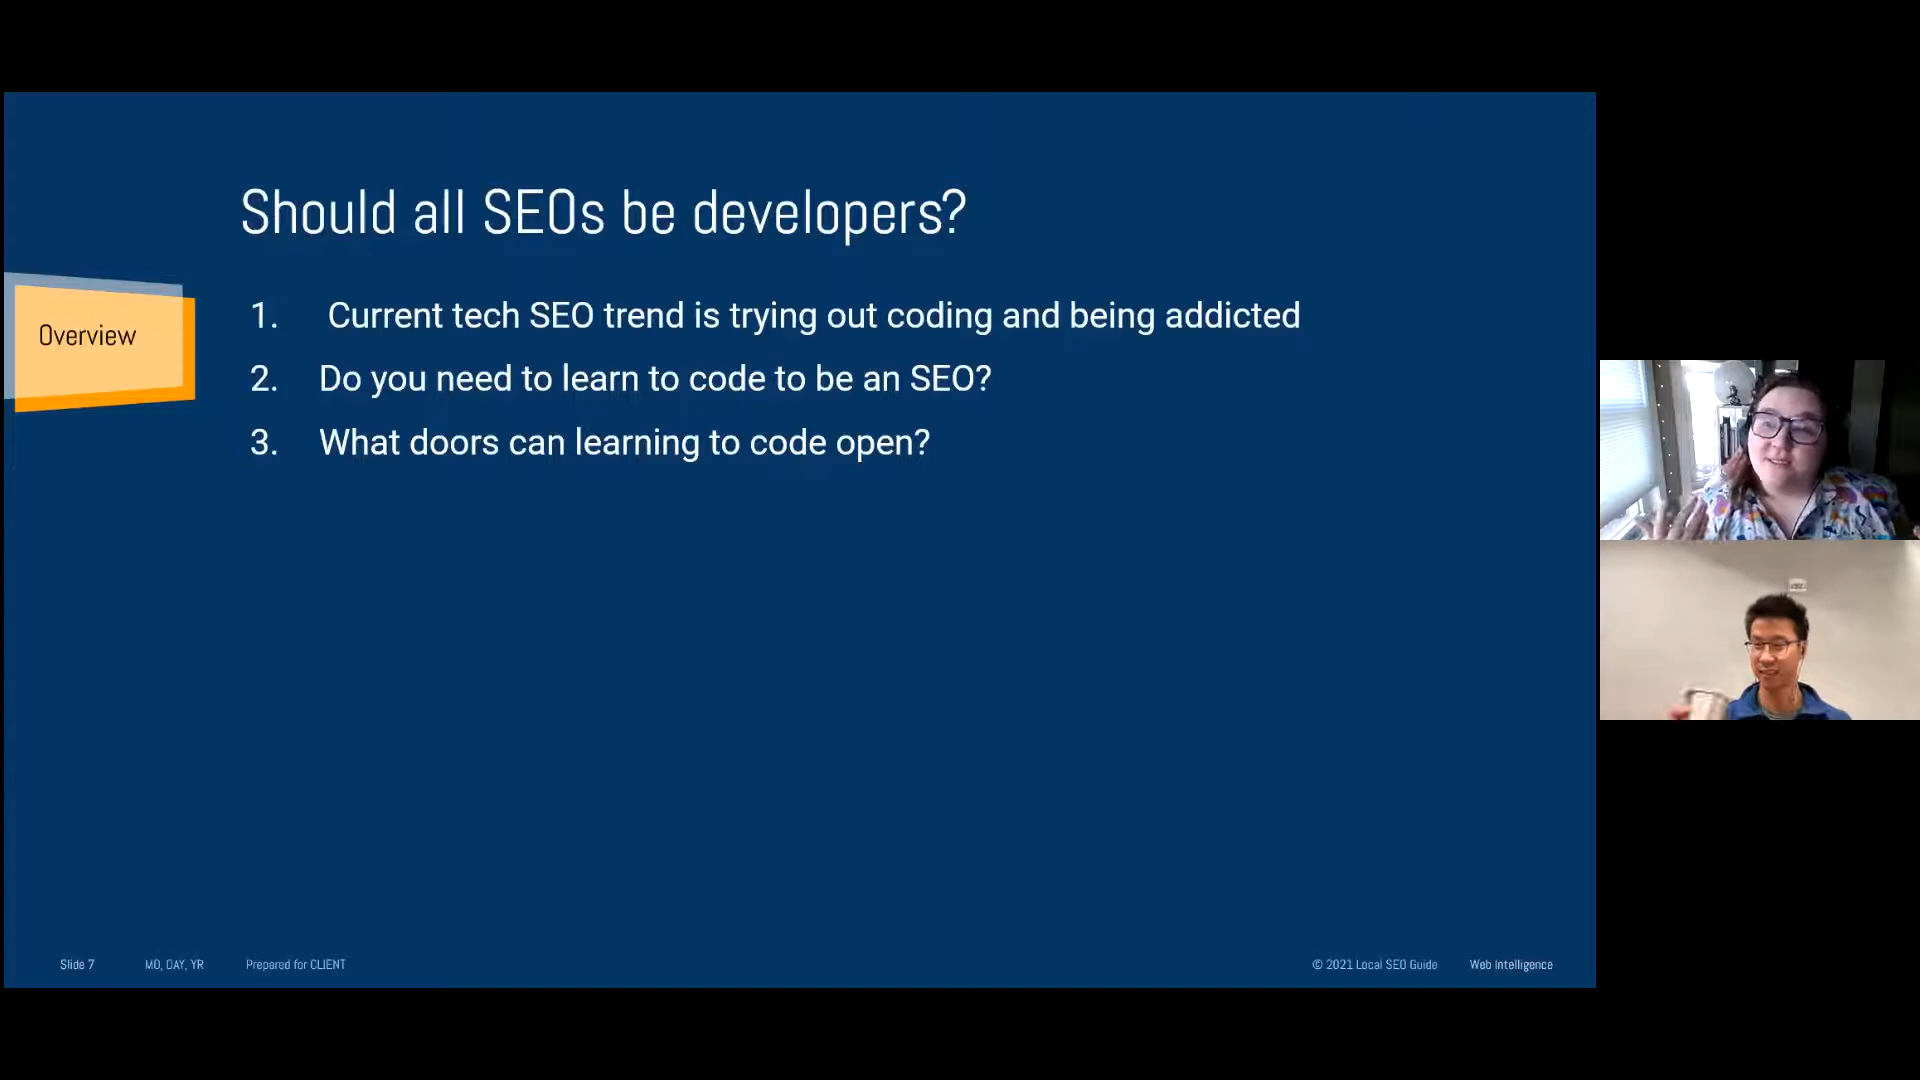 Should all SEOs be developers?
Overview
1. Current tech SEO trend is trying out coding and being addicted
2. Do you need to learn to code to be an SEO?
3. What doors can learning to code open?
Slide 7 MO, DAY, YR Prepared for CLIENT © 2021 Local SEO Guide Web Intelligence